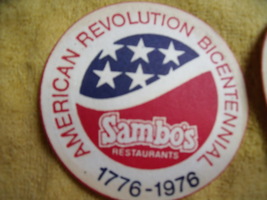 AMERICAN REVOLUTION BICENTENNIAL
Sambo's
RESTAURANTS
1776-1976